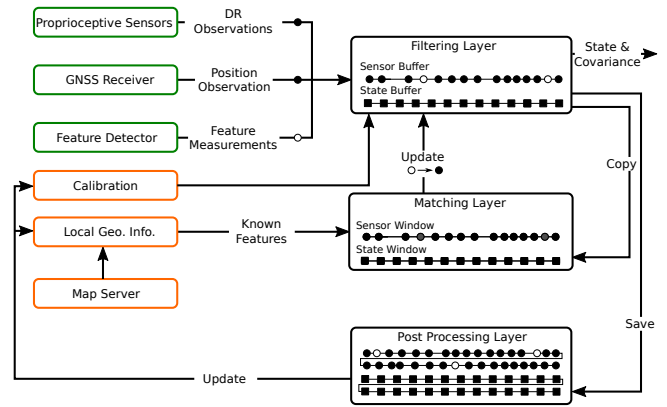 Proprioceptive Sensors
DR
Observations
GNSS Receiver
Position
Observation
Feature Detector
Feature
Measurements
Filtering Layer
Sensor Buffer
State Buffer
State &
Covariance
Calibration
Update
Copy
Local Geo. Info.
Known
Features
Matching Layer
Sensor Window
State Window
Map Server
Save
Post Processing Layer
Update